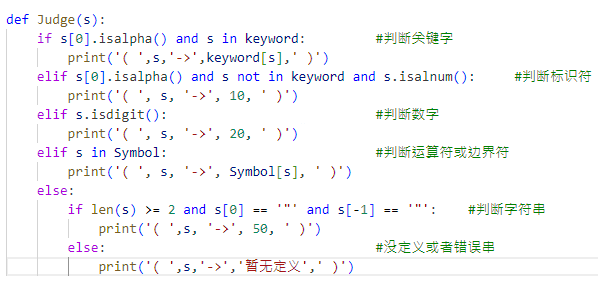 def Judge(s):
    if s[0].isalpha() and s in keyword:          #判断关键字
        print('( ',s,'->',keyword[s],' )')
    elif s[0].isalpha() and s not in keyword and s.isalnum():     #判断标识符
        print('( ', s, '->', 10, ' )')
    elif s.isdigit():                            #判断数字
        print('( ', s, '->', 20, ' )')
    elif s in Symbol:                            #判断运算符或边界符
        print('( ', s, '->', Symbol[s], ' )')
    else:
        if len(s) >= 2 and s[0] == '"' and s[-1] == '"':    #判断字符串
            print('( ',s, '->', 50, ' )')
        else:                                    #没定义或者错误串
            print('( ',s,'->','暂无定义',' )')